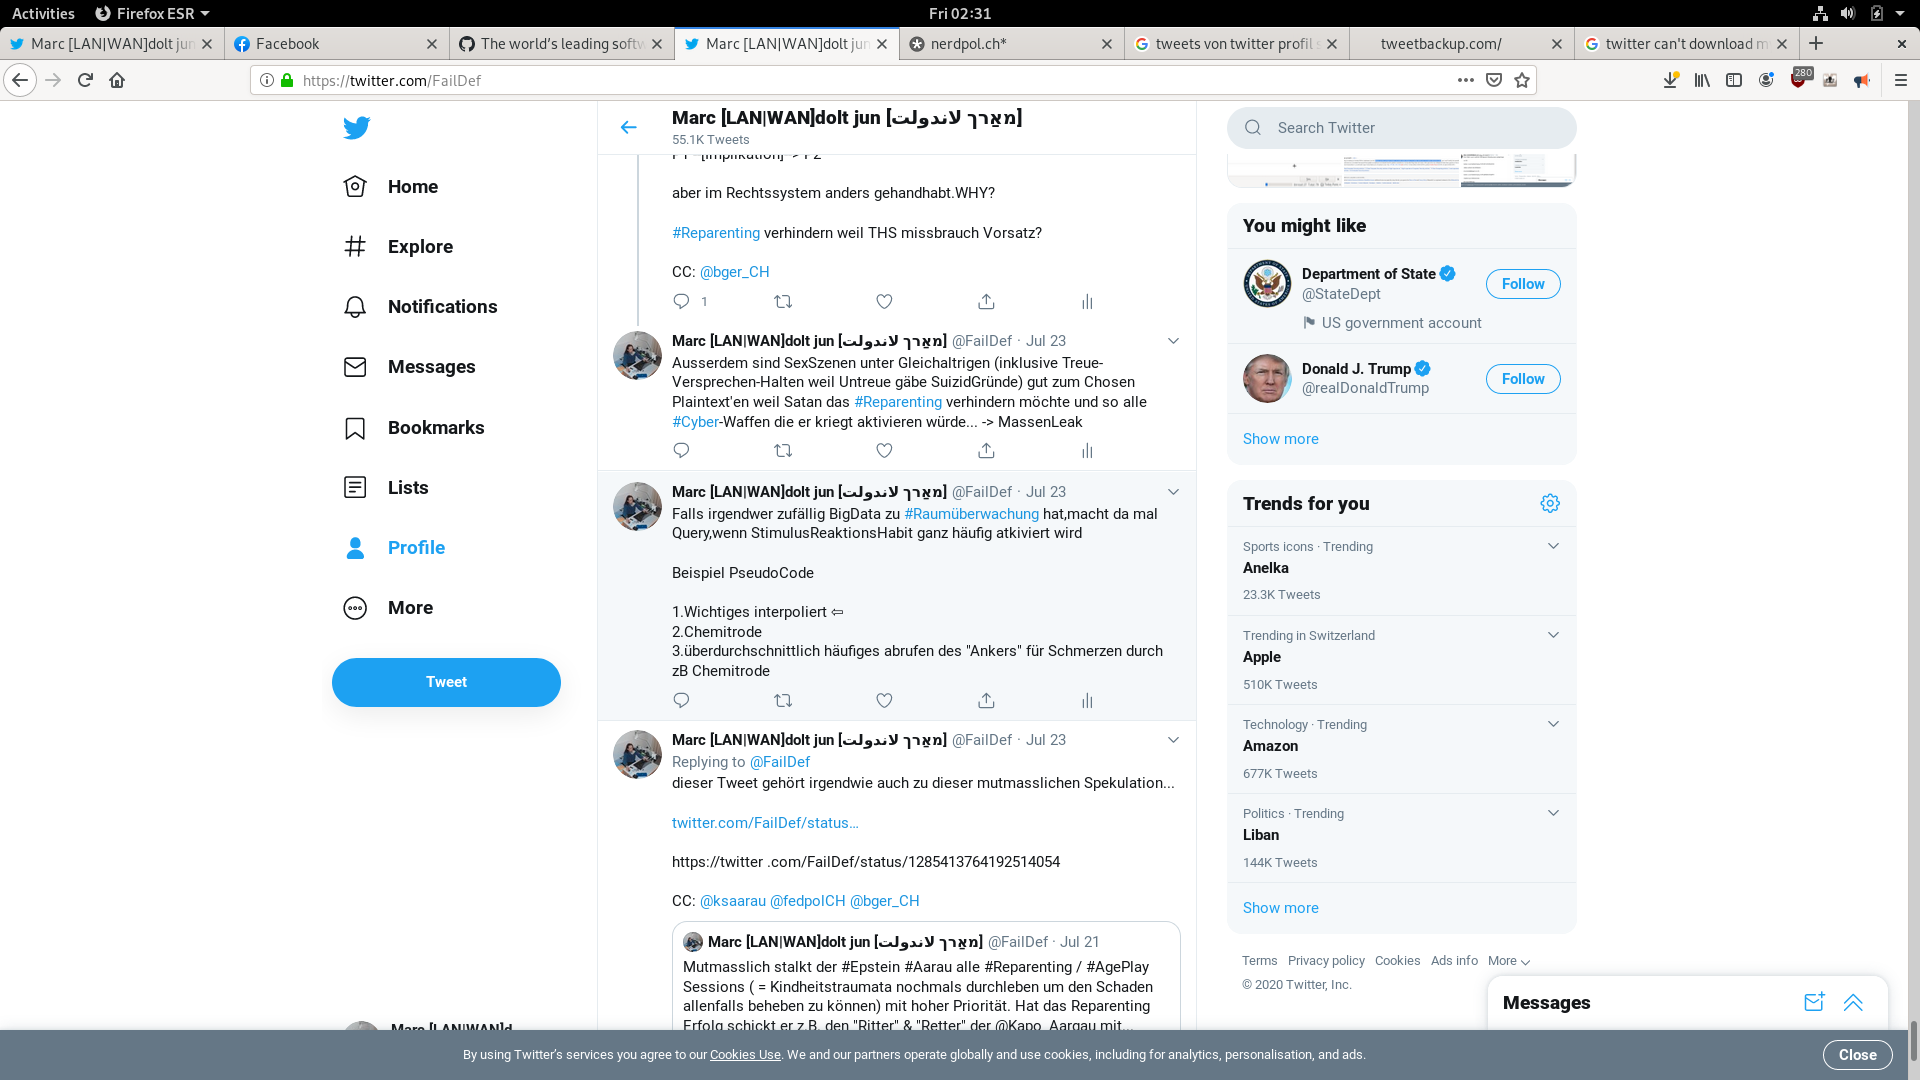 Activities
Firefox ESR
Fri 02:31
Marc [LAN|WAN]dolt jun
Facebook
The world's leading softw
Marc [LAN|WAN]dolt jun
nerdpol.ch*
tweets von twitter profil s
tweetbackup.com/
twitter can't download m
https://twitter.com/FailDef
280
Home
Explore
Notifications
Messages
Bookmarks
Lists
Profile
More
Tweet
Marc [LAN|WAN]d
Marc [LAN|WAN]dolt jun [מאַרך לאנדולת]
55.1K Tweets
P1 -[Implikation]-> P2
aber im Rechtssystem anders gehandhabt.WHY?
#Reparenting verhindern weil THS missbrauch Vorsatz?
CC: @bger_CH
1
Marc [LAN|WAN]dolt jun [מאַרך לאנדולת] @FailDef · Jul 23
Ausserdem sind SexSzenen unter Gleichaltrigen (inklusive Treue-
Versprechen-Halten weil Untreue gäbe SuizidGründe) gut zum Chosen
Plaintext'en weil Satan das #Reparenting verhindern möchte und so alle
#Cyber-Waffen die er kriegt aktivieren würde... -> MassenLeak
Marc [LAN|WAN]dolt jun [מאַרך לאנדולת] @FailDef · Jul 23
Falls irgendwer zufällig BigData zu #Raumüberwachung hat,macht da mal
Query,wenn StimulusReaktionsHabit ganz häufig atkiviert wird
Beispiel PseudoCode
1.Wichtiges interpoliert ⇦
2.Chemitrode
3.überdurchschnittlich häufiges abrufen des "Ankers" für Schmerzen durch
zB Chemitrode
Marc [LAN|WAN]dolt jun [מאַרך לאנדולת] @FailDef · Jul 23
Replying to @FailDef
dieser Tweet gehört irgendwie auch zu dieser mutmasslichen Spekulation...
twitter.com/FailDef/status…
https://twitter .com/FailDef/status/1285413764192514054
CC: @ksaarau @fedpolCH @bger_CH
Marc [LAN|WAN]dolt jun [מאַרך לאנדולת] @FailDef · Jul 21
Mutmasslich stalkt der #Epstein #Aarau alle #Reparenting / #AgePlay
Sessions ( = Kindheitstraumata nochmals durchleben um den Schaden
allenfalls beheben zu können) mit hoher Priorität. Hat das Reparenting
Erfolg schickt er z.B. den "Ritter" & "Retter" der @Kapo_Aargau mit...
Search Twitter
You might like
Department of State
@StateDept
Follow
US government account
Donald J. Trump
@realDonaldTrump
Follow
Show more
Trends for you
Sports icons · Trending
Anelka
23.3K Tweets
Trending in Switzerland
Apple
510K Tweets
Technology · Trending
Amazon
677K Tweets
Politics · Trending
Liban
144K Tweets
Show more
Terms Privacy policy Cookies Ads info More
© 2020 Twitter, Inc.
Messages
By using Twitter's services you agree to our Cookies Use. We and our partners operate globally and use cookies, including for analytics, personalisation, and ads.
Close